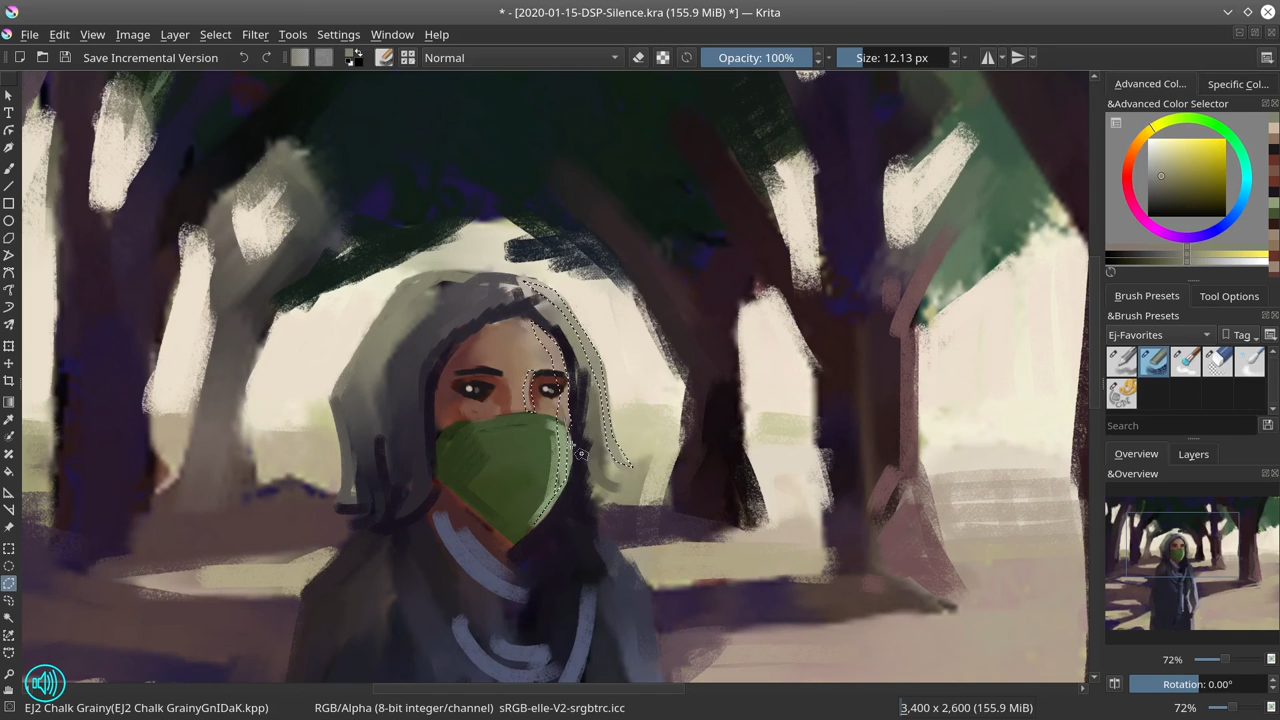 * - [2020-01-15-DSP-Silence.kra (155.9 MiB) *] — Krita
File Edit View Image Layer Select Filter Tools Settings Window Help
Save Incremental Version Normal Opacity: 100% Size: 12.13 px
Advanced Col... Specific Col...
&Advanced Color Selector
Brush Presets Tool Options
&Brush Presets
Ej-Favorites Tag
Search
Overview Layers
&Overview
72%
Rotation: 0.00°
EJ2 Chalk Grainy(EJ2 Chalk GrainyGnIDaK.kpp) RGB/Alpha (8-bit integer/channel) sRGB-elle-V2-srgbtrc.icc 3,400 x 2,600 (155.9 MiB) 72%